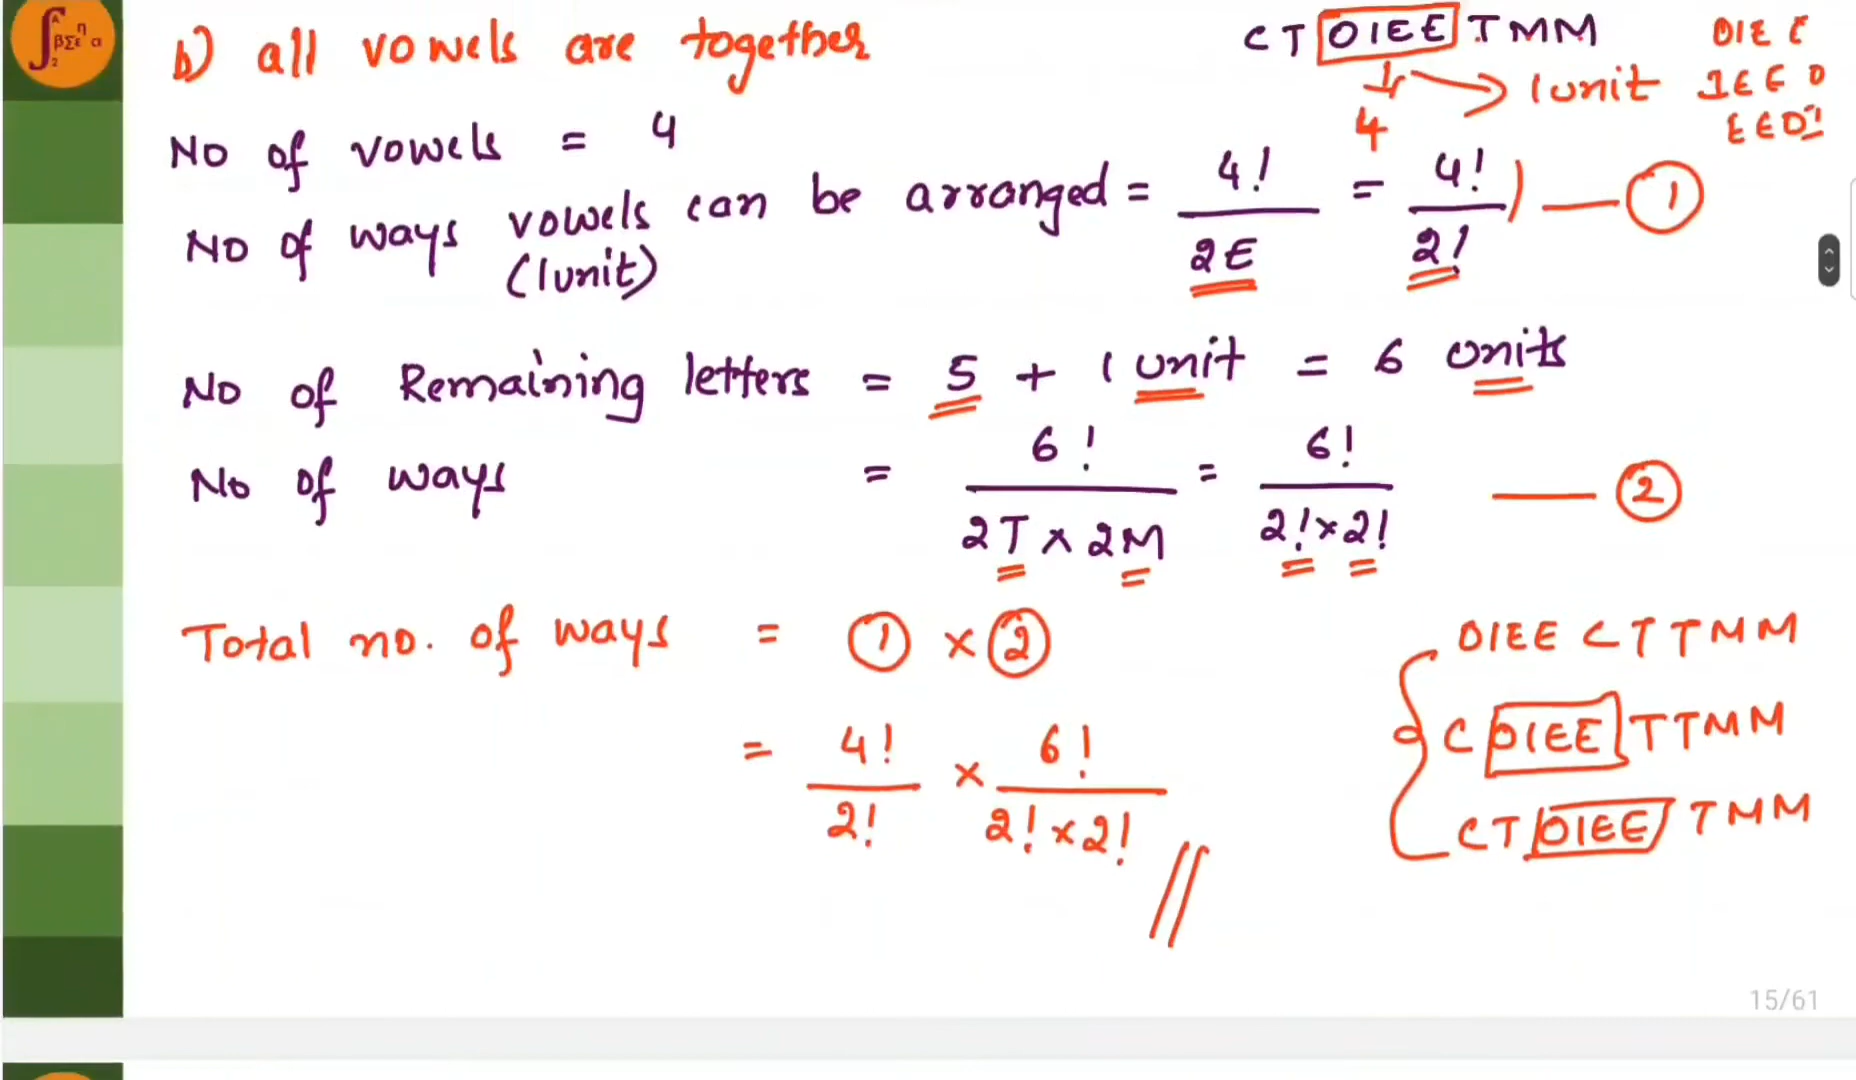 b) all vowels are together
CT OIEE TMM
1 unit
4
OIE E
IEEO
EEOI
No of vowels = 4
No of ways vowels can be arranged = 4!/2E = 4!/2! — ①
(1unit)
No of Remaining letters = 5 + 1 unit = 6 units
No of ways = 6!/2T × 2M = 6!/2!×2! — ②
Total no. of ways = ① × ②
= 4!/2! × 6!/2!×2!
OIEE CTTMM
C OIEE TTMM
CT OIEE TMM
15/61